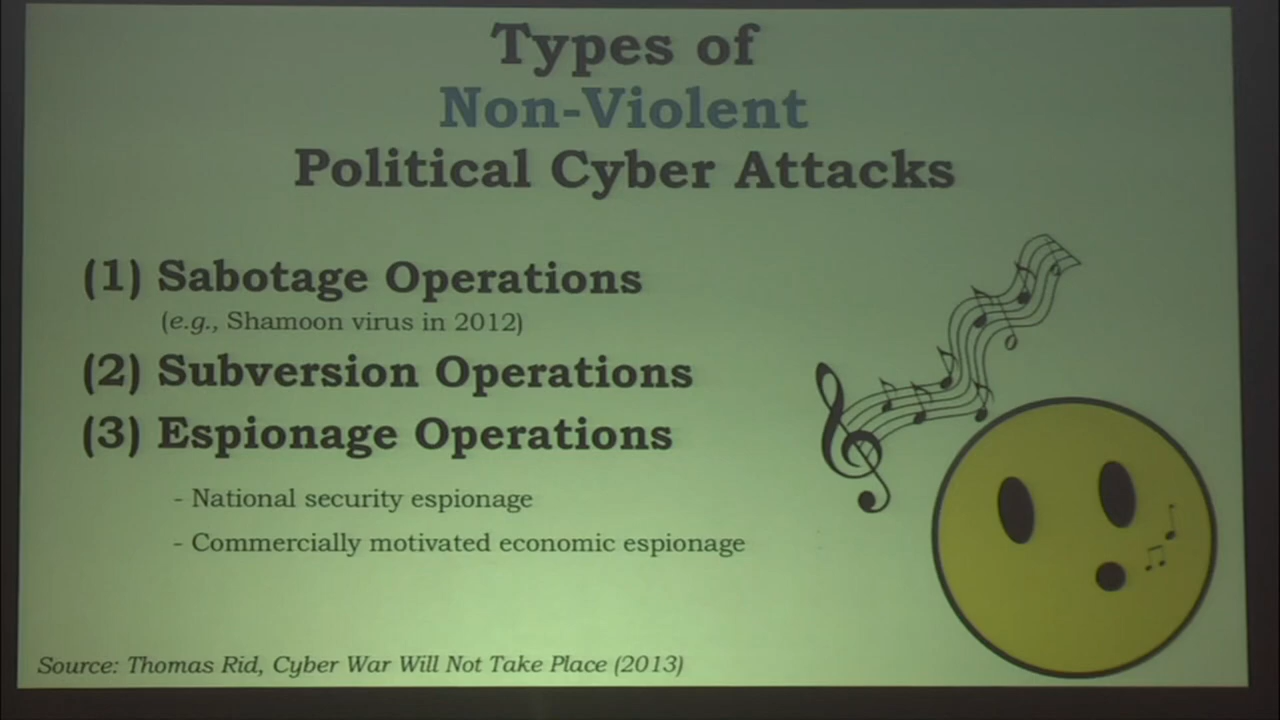 Types of
Non-Violent
Political Cyber Attacks
(1) Sabotage Operations
(e.g., Shamoon virus in 2012)
(2) Subversion Operations
(3) Espionage Operations
- National security espionage
- Commercially motivated economic espionage
Source: Thomas Rid, Cyber War Will Not Take Place (2013)